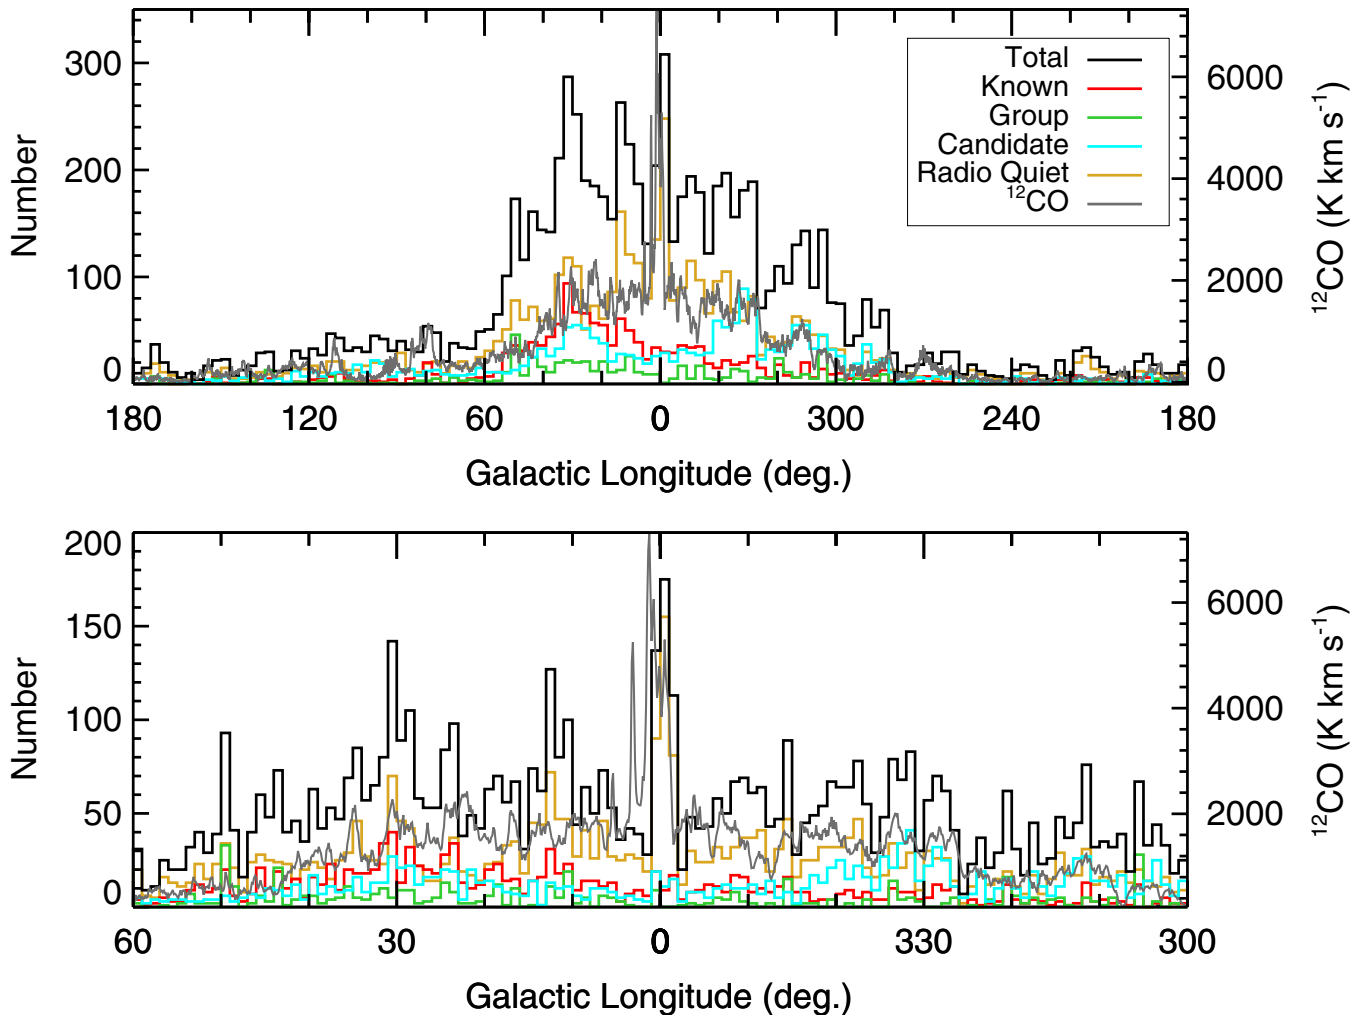 300
200
100
0
Number
Total
Known
Group
Candidate
Radio Quiet
¹²CO
6000
4000
2000
0
¹²CO (K km s⁻¹)
180 120 60 0 300 240 180
Galactic Longitude (deg.)
200
150
100
50
0
Number
6000
4000
2000
0
¹²CO (K km s⁻¹)
60 30 0 330 300
Galactic Longitude (deg.)